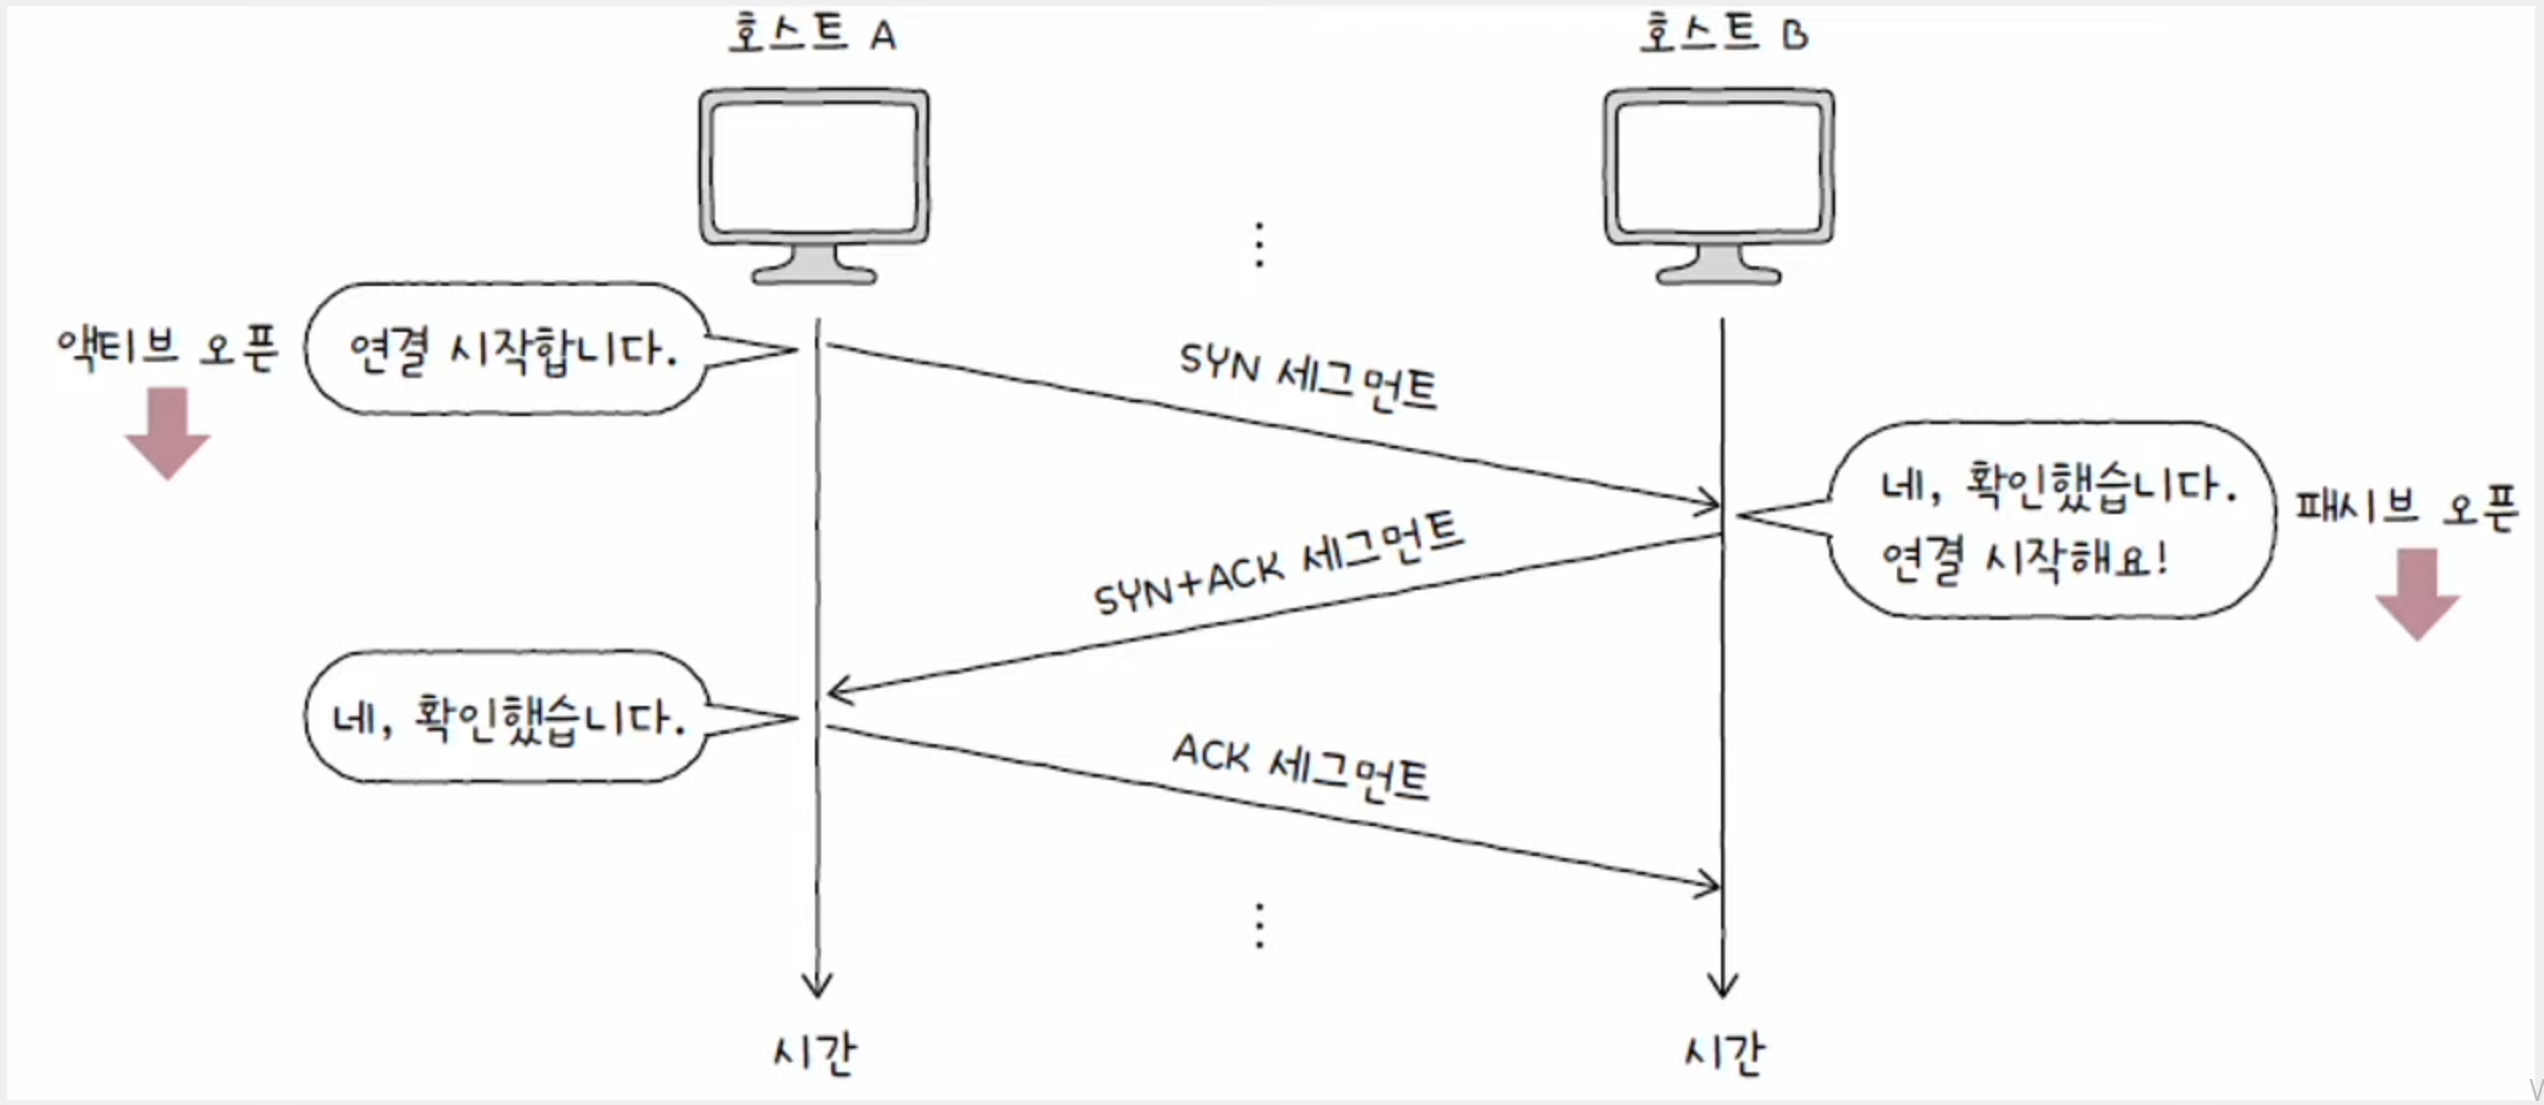 호스트 A
호스트 B
액티브 오픈
연결 시작합니다.
SYN 세그먼트
네, 확인했습니다.
연결 시작해요!
패시브 오픈
SYN+ACK 세그먼트
네, 확인했습니다.
ACK 세그먼트
시간
시간